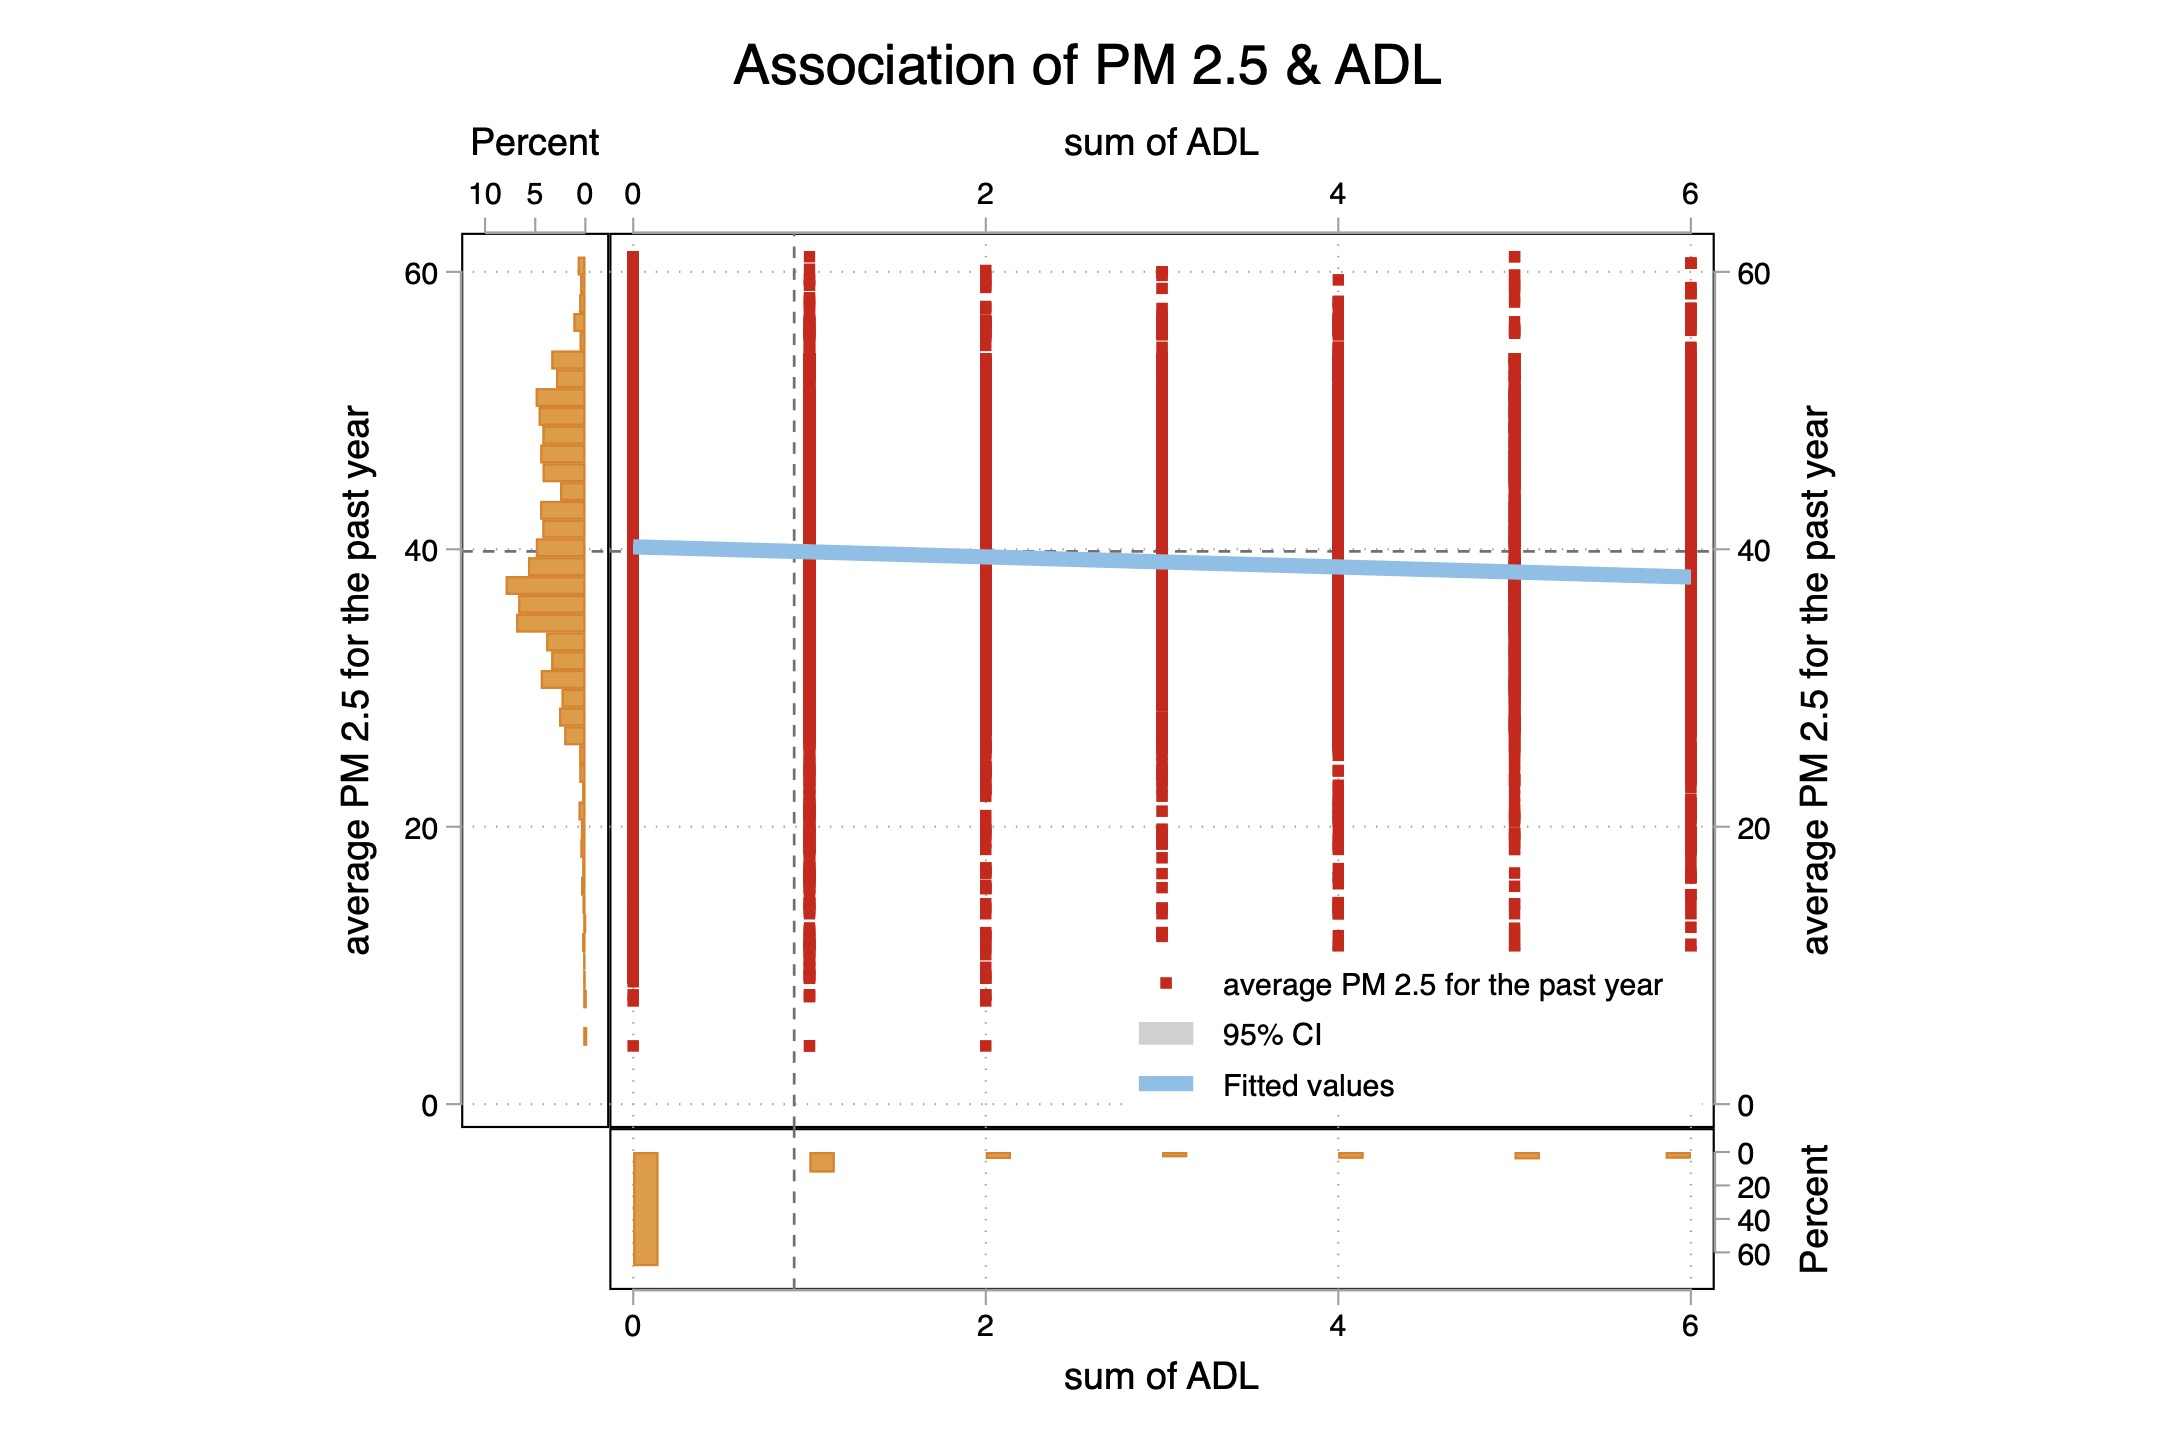 Association of PM 2.5 & ADL
Percent
sum of ADL
10 5 0
0 2 4 6
average PM 2.5 for the past year
60
40
20
0
60
40
20
0
average PM 2.5 for the past year
average PM 2.5 for the past year
95% CI
Fitted values
0
20
40
60
Percent
0 2 4 6
sum of ADL